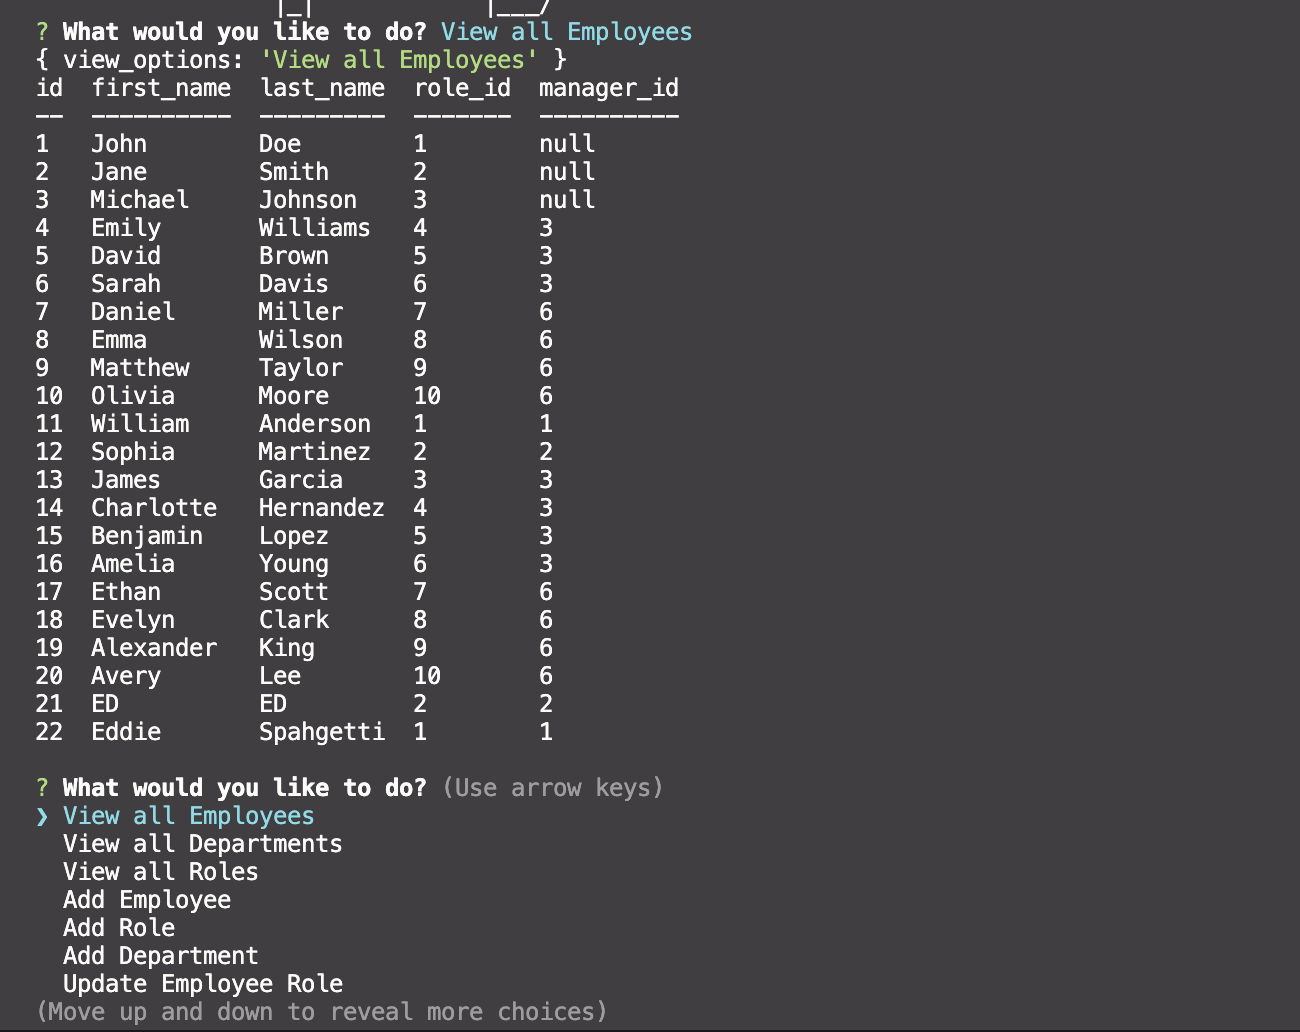 |_|            |___/
? What would you like to do? View all Employees
{ view_options: 'View all Employees' }
id  first_name  last_name  role_id  manager_id
--  ----------  ---------  -------  ----------
1   John        Doe        1        null
2   Jane        Smith      2        null
3   Michael     Johnson    3        null
4   Emily       Williams   4        3
5   David       Brown      5        3
6   Sarah       Davis      6        3
7   Daniel      Miller     7        6
8   Emma        Wilson     8        6
9   Matthew     Taylor     9        6
10  Olivia      Moore      10       6
11  William     Anderson   1        1
12  Sophia      Martinez   2        2
13  James       Garcia     3        3
14  Charlotte   Hernandez  4        3
15  Benjamin    Lopez      5        3
16  Amelia      Young      6        3
17  Ethan       Scott      7        6
18  Evelyn      Clark      8        6
19  Alexander   King       9        6
20  Avery       Lee        10       6
21  ED          ED         2        2
22  Eddie       Spahgetti  1        1
? What would you like to do? (Use arrow keys)
❯ View all Employees
View all Departments
View all Roles
Add Employee
Add Role
Add Department
Update Employee Role
(Move up and down to reveal more choices)